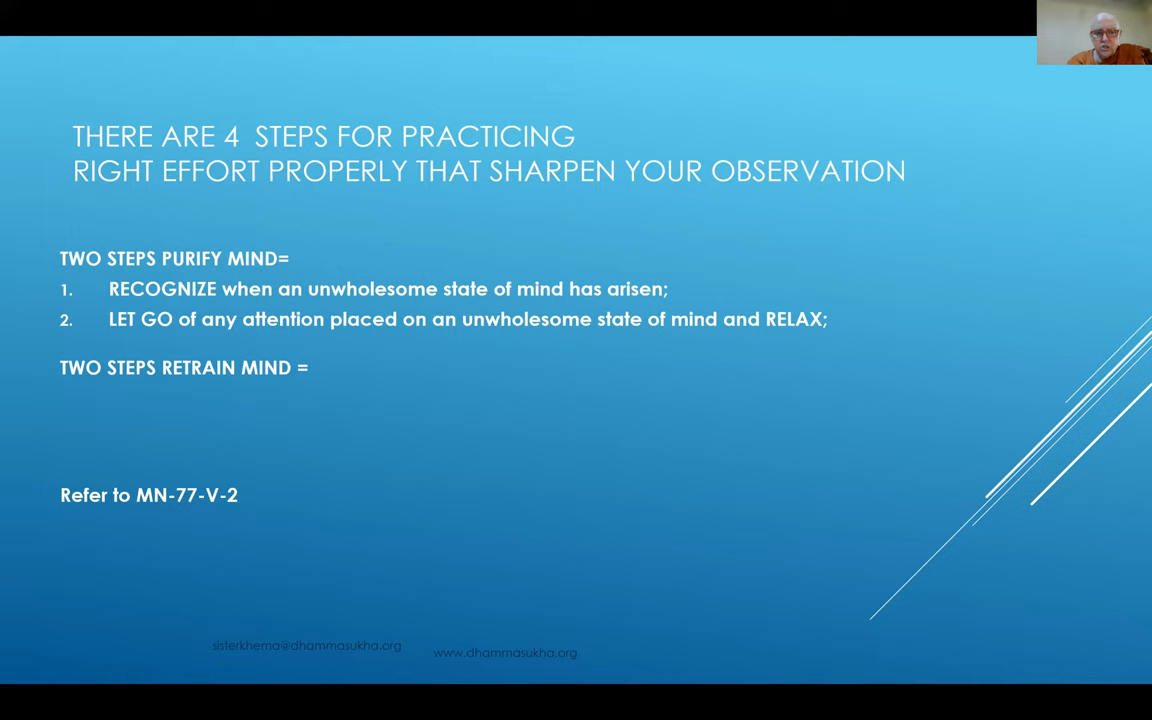 THERE ARE 4 STEPS FOR PRACTICING
RIGHT EFFORT PROPERLY THAT SHARPEN YOUR OBSERVATION
TWO STEPS PURIFY MIND=
1. RECOGNIZE when an unwholesome state of mind has arisen;
2. LET GO of any attention placed on an unwholesome state of mind and RELAX;
TWO STEPS RETRAIN MIND =
Refer to MN-77-V-2
sisterkhema@dhammasukha.org
www.dhammasukha.org